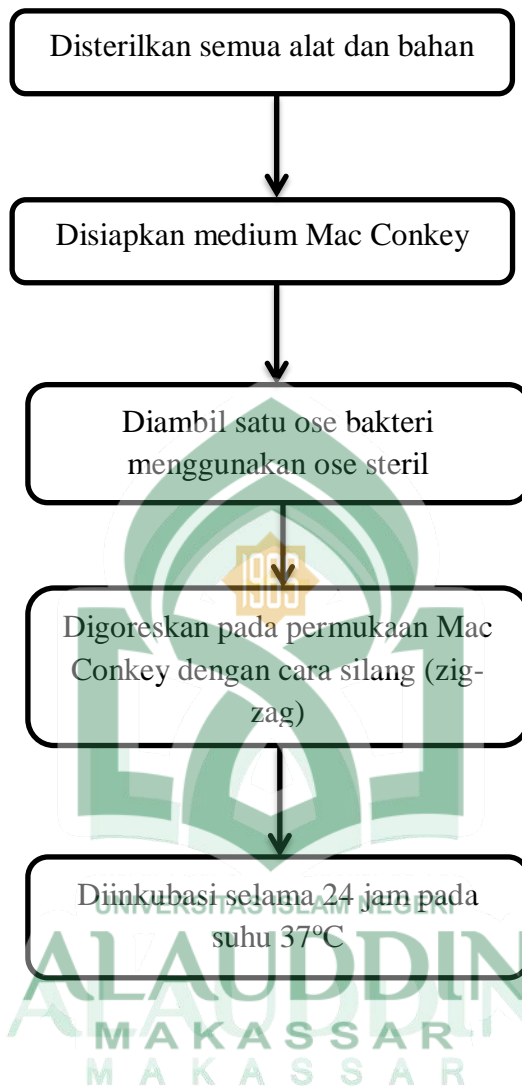 Disterilkan semua alat dan bahan
Disiapkan medium Mac Conkey
Diambil satu ose bakteri
menggunakan ose steril
1965
Digoreskan pada permukaan Mac
Conkey dengan cara silang (zig-
zag)
Diinkubasi selama 24 jam pada
UNIVERSITAS ISLAM NEGERI
suhu 37°C
ALAUDDIN
MAKASSAR
MAKASSAR